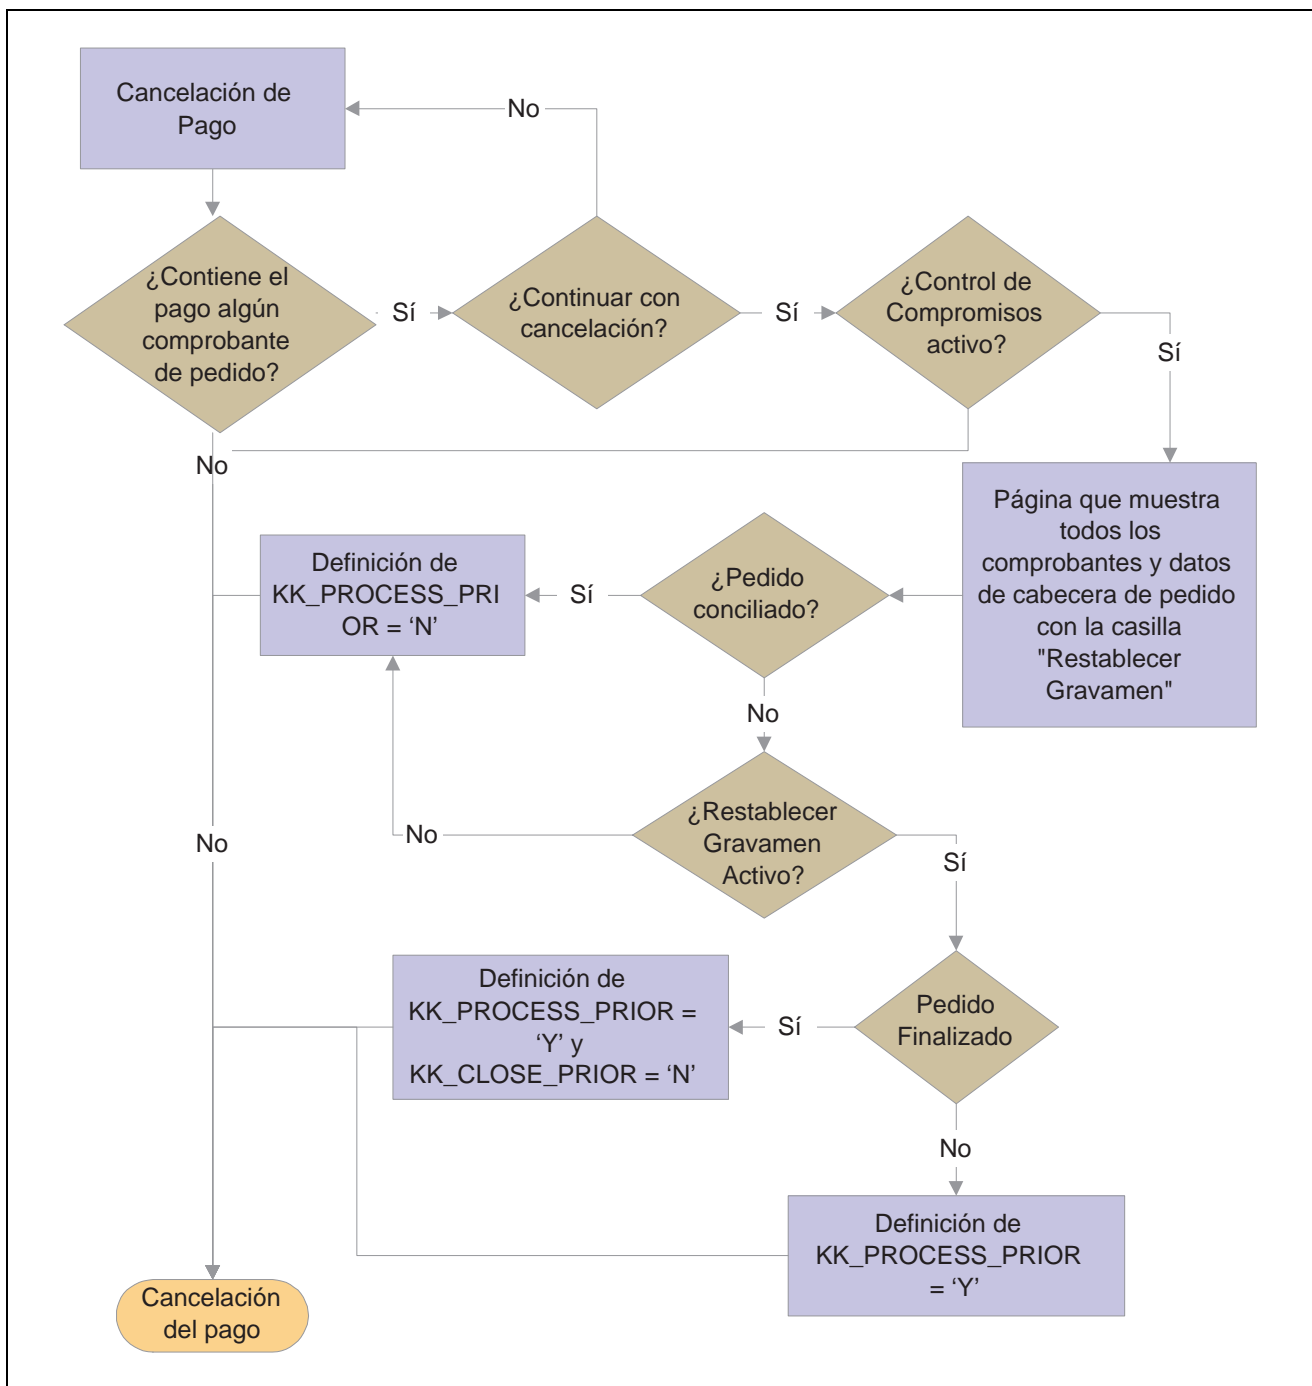 Cancelación de
Pago
No
¿Contiene el
pago algún
comprobante
de pedido?
Sí
¿Continuar con
cancelación?
Sí
¿Control de
Compromisos
activo?
Sí
No
Página que muestra
todos los
comprobantes y datos
de cabecera de pedido
con la casilla
"Restablecer
Gravamen"
¿Pedido
conciliado?
Sí
Definición de
KK_PROCESS_PRI
OR = ‘N’
No
¿Restablecer
Gravamen
Activo?
No
No
Sí
Pedido
Finalizado
Sí
Definición de
KK_PROCESS_PRIOR =
‘Y’ y
KK_CLOSE_PRIOR = ‘N’
No
Definición de
KK_PROCESS_PRIOR
= ‘Y’
Cancelación
del pago